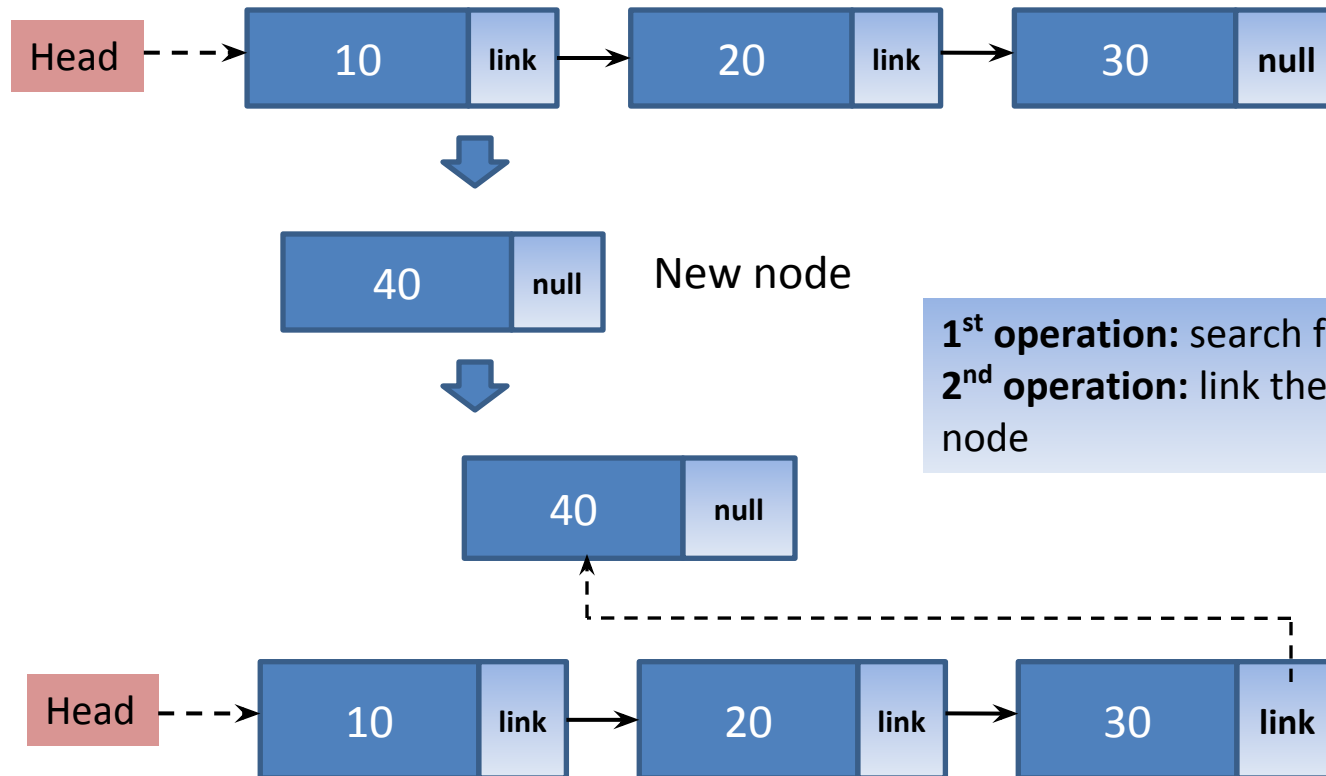 Head 10 link 20 link 30 null
40 null New node
1st operation: search
2nd operation: link the
node
40 null
Head 10 link 20 link 30 link